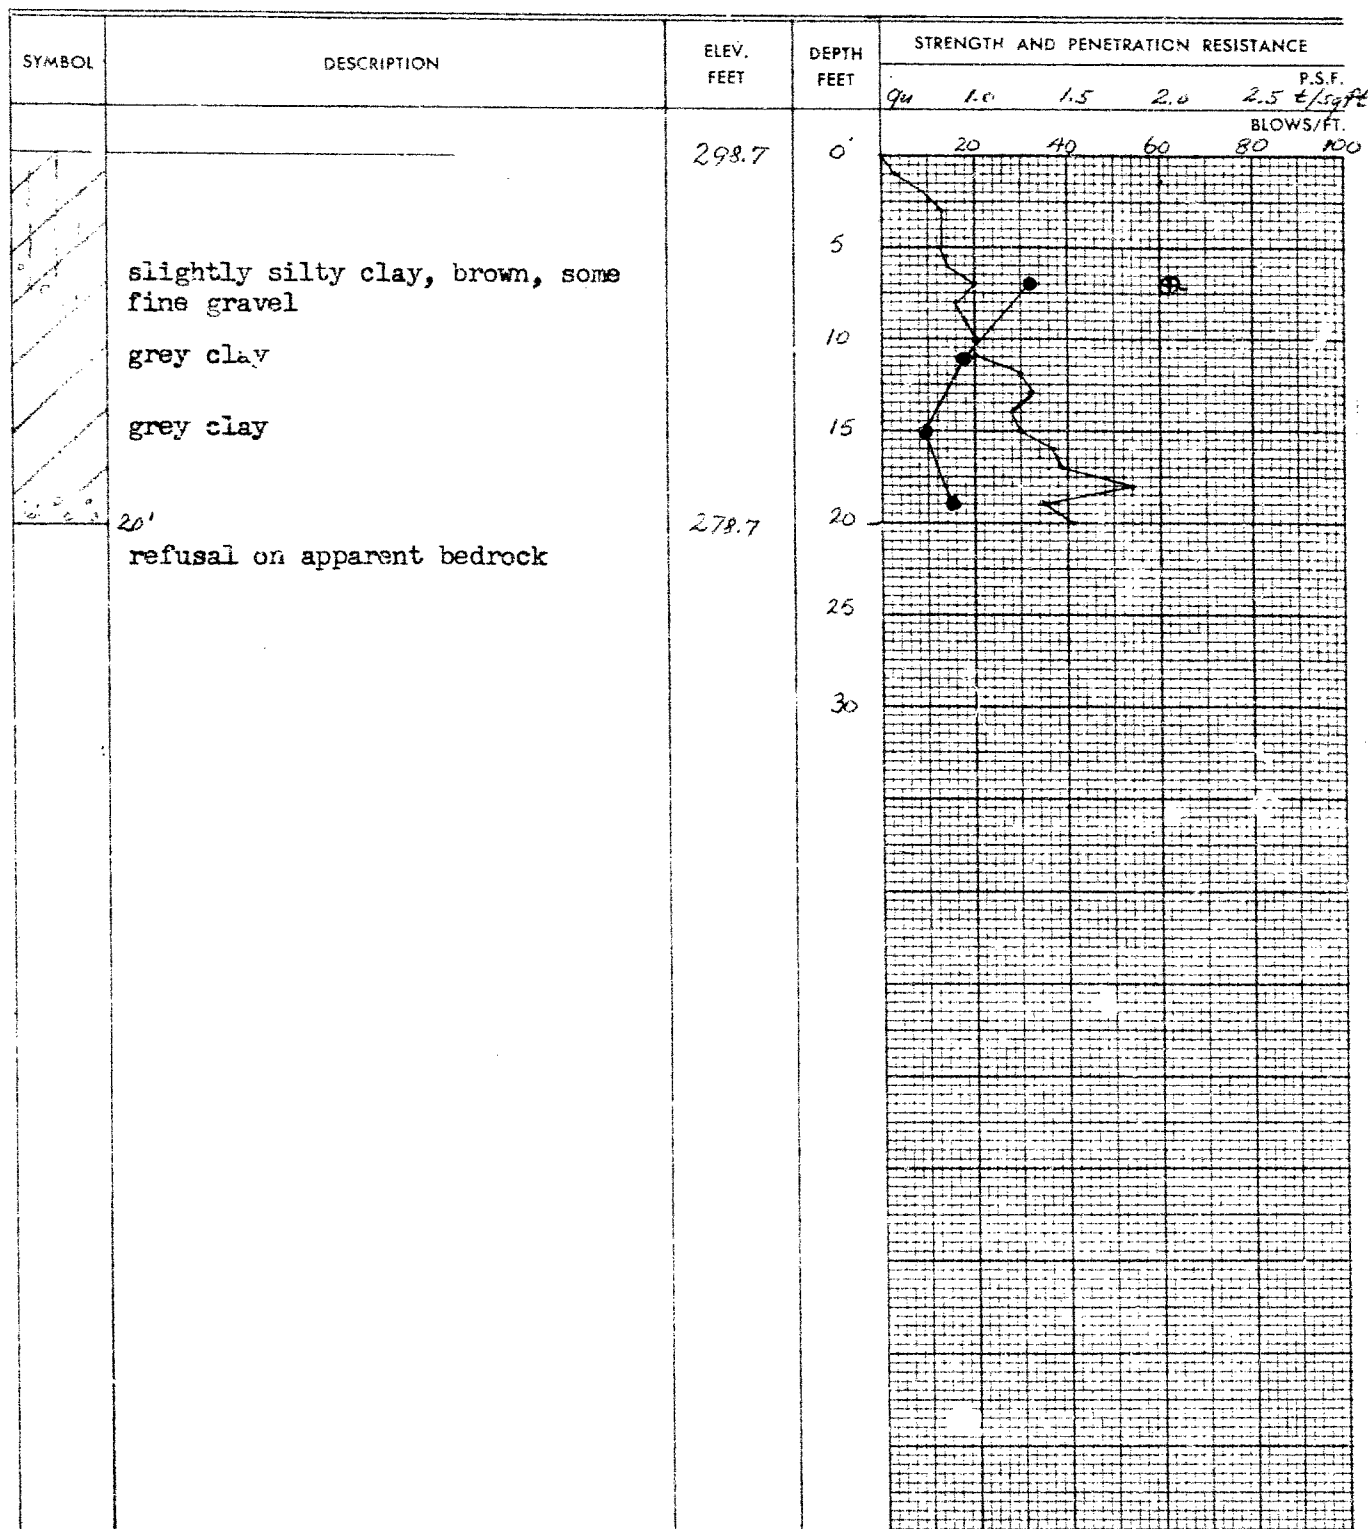 SYMBOL
DESCRIPTION
ELEV. FEET
DEPTH FEET
STRENGTH AND PENETRATION RESISTANCE
P.S.F.
qu 1.0 1.5 2.0 2.5 t/sq ft
BLOWS/FT.
20 40 60 80 100
298.7 0'
5
slightly silty clay, brown, some
fine gravel
10
grey clay
grey clay
15
20'
278.7 20
refusal on apparent bedrock
25
30